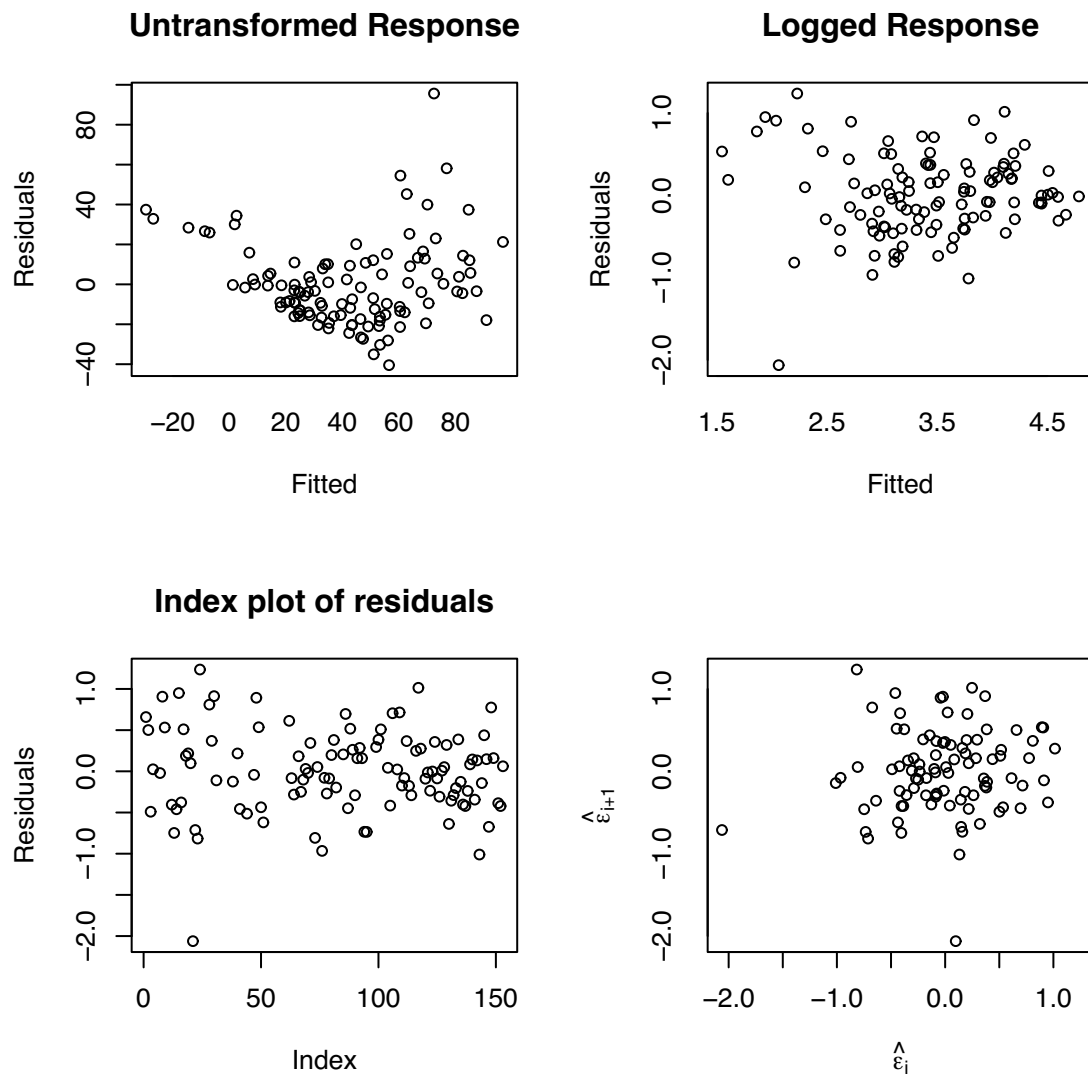 Untransformed Response
Residuals
80
40
0
−40
−20 0 20 40 60 80
Fitted
Logged Response
Residuals
1.0
0.0
−1.0
−2.0
1.5 2.5 3.5 4.5
Fitted
Index plot of residuals
Residuals
1.0
0.0
−1.0
−2.0
0 50 100 150
Index
ε̂i+1
1.0
0.0
−1.0
−2.0
−2.0 −1.0 0.0 1.0
ε̂i